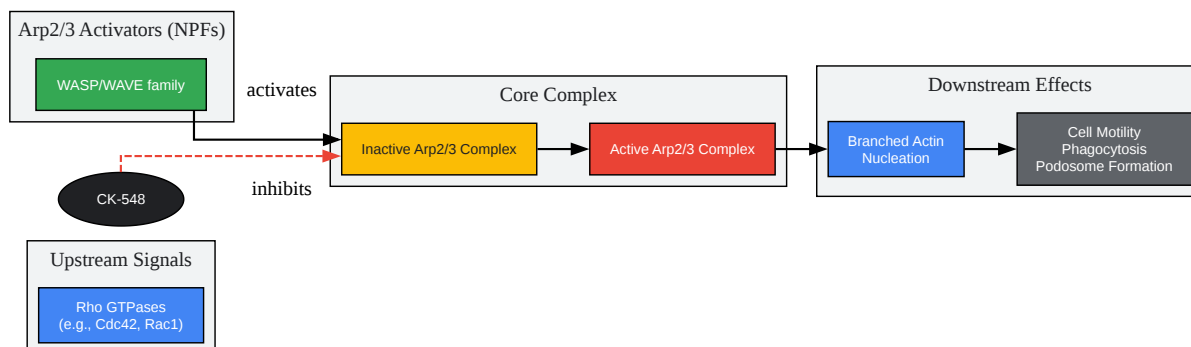 Arp2/3 Activators (NPFs)
WASP/WAVE family
activates
inhibits
CK-548
Upstream Signals
Rho GTPases
(e.g., Cdc42, Rac1)
Core Complex
Inactive Arp2/3 Complex
Active Arp2/3 Complex
Downstream Effects
Branched Actin
Nucleation
Cell Motility
Phagocytosis
Podosome Formation